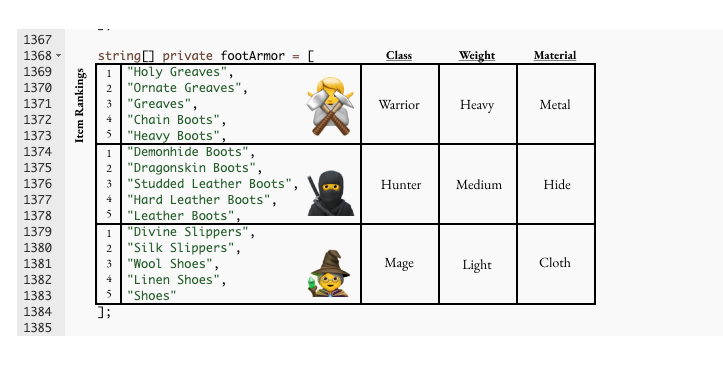 1367
1368 string[] private footArmor = [ Class Weight Material
Item Rankings
1369 1 "Holy Greaves",
1370 2 "Ornate Greaves",
1371 3 "Greaves", Warrior Heavy Metal
1372 4 "Chain Boots",
1373 5 "Heavy Boots",
1374 1 "Demonhide Boots",
1375 2 "Dragonskin Boots",
1376 3 "Studded Leather Boots", Hunter Medium Hide
1377 4 "Hard Leather Boots",
1378 5 "Leather Boots",
1379 1 "Divine Slippers",
1380 2 "Silk Slippers",
1381 3 "Wool Shoes", Mage Light Cloth
1382 4 "Linen Shoes",
1383 5 "Shoes"
1384 ];
1385